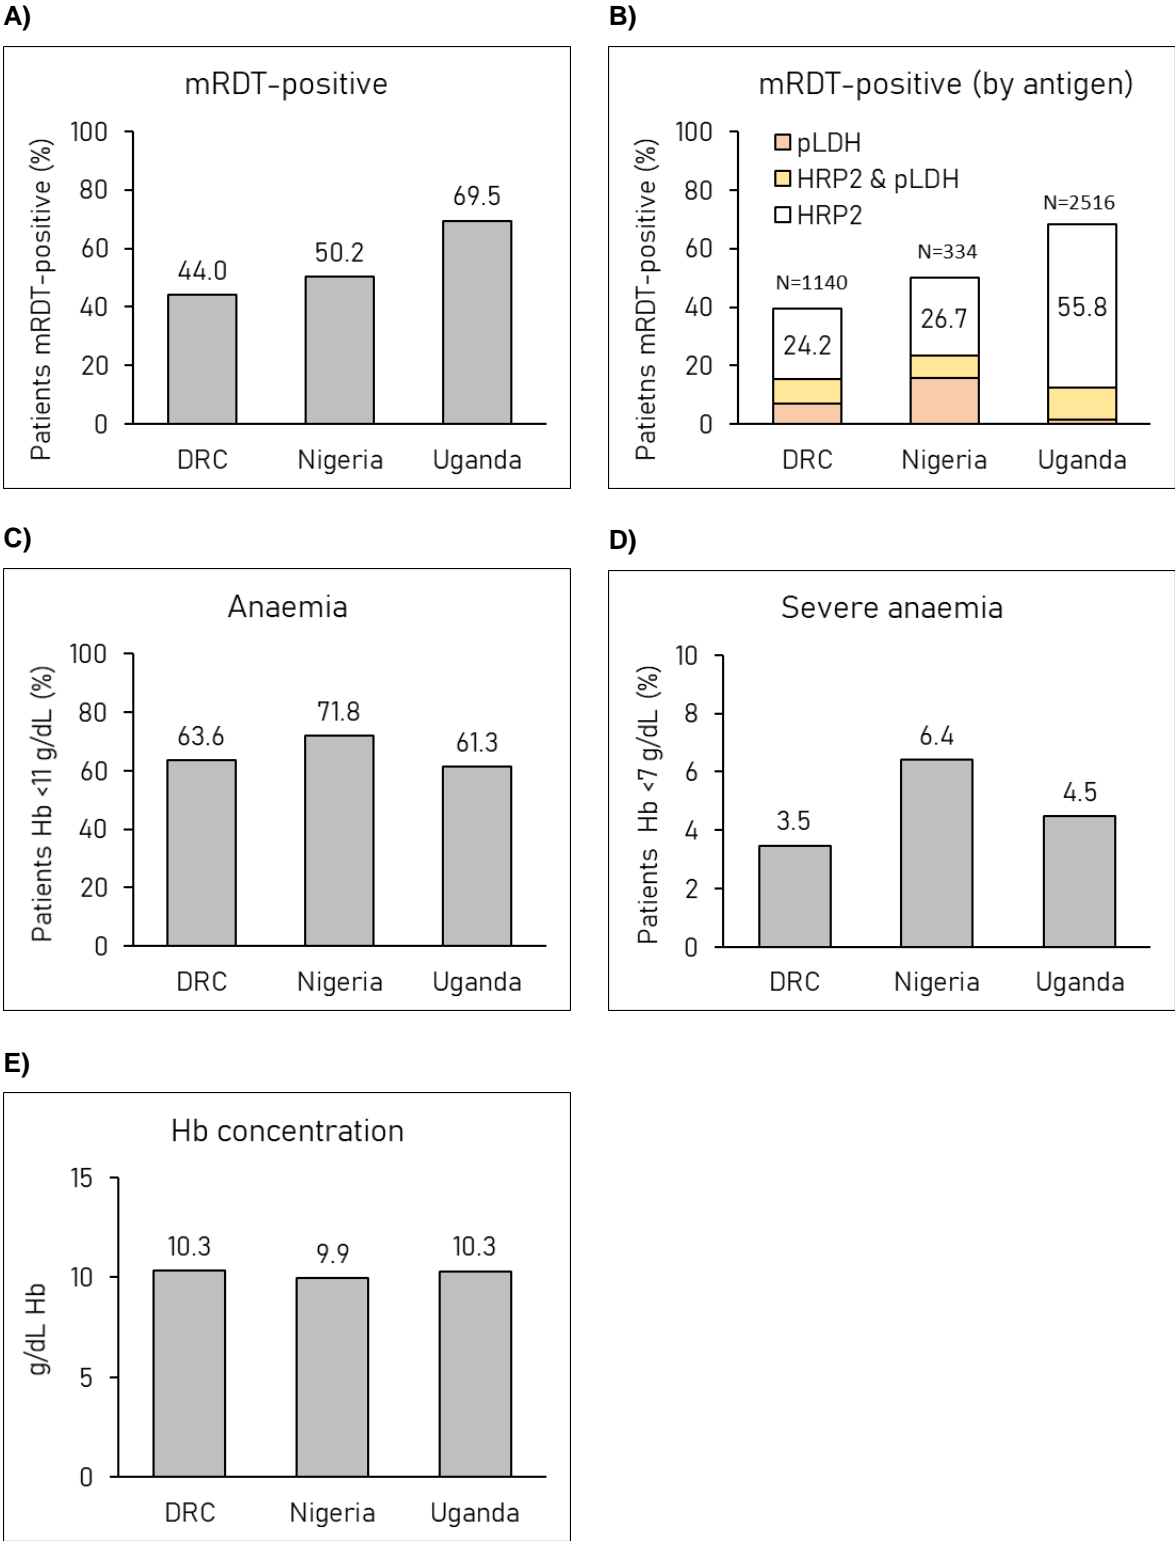 A)
mRDT-positive
Patients mRDT-positive (%)
100
80
60
40
20
0
44.0
50.2
69.5
DRC Nigeria Uganda
B)
mRDT-positive (by antigen)
Patietns mRDT-positive (%)
100
80
60
40
20
0
pLDH
HRP2 & pLDH
HRP2
N=1140
N=334
N=2516
24.2
26.7
55.8
DRC Nigeria Uganda
C)
Anaemia
Patients Hb <11 g/dL (%)
100
80
60
40
20
0
63.6
71.8
61.3
DRC Nigeria Uganda
D)
Severe anaemia
Patients Hb <7 g/dL (%)
10
8
6
4
2
0
3.5
6.4
4.5
DRC Nigeria Uganda
E)
Hb concentration
g/dL Hb
15
10
5
0
10.3
9.9
10.3
DRC Nigeria Uganda